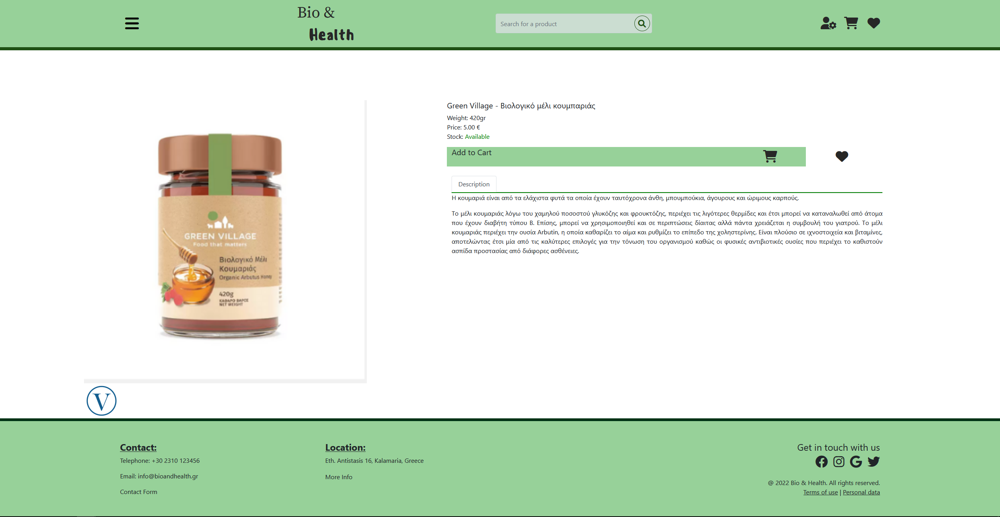 Bio &
Health
Search for a product
Green Village - Βιολογικό μέλι κουμπαριάς
Weight: 420gr
Price: 5.00 €
Stock: Available
Add to Cart
Description
Η κουμαριά είναι από τα ελάχιστα φυτά τα οποία έχουν ταυτόχρονα άνθη, μπουμπούκια, άγουρους και ώριμους καρπούς.
Το μέλι κουμαριάς λόγω του χαμηλού ποσοστού γλυκόζης και φρουκτόζης, περιέχει τις λιγότερες θερμίδες και έτσι μπορεί να καταναλωθεί από άτομα
που έχουν διαβήτη τύπου Β. Επίσης, μπορεί να χρησιμοποιηθεί και σε περιπτώσεις δίαιτας αλλά πάντα χρειάζεται η συμβουλή του γιατρού. Το μέλι
κουμαριάς περιέχει την ουσία Arbutin, η οποία καθαρίζει το αίμα και ρυθμίζει το επίπεδο της χοληστερίνης. Είναι πλούσιο σε ιχνοστοιχεία και βιταμίνες,
αποτελώντας έτσι μία από τις καλύτερες επιλογές για την τόνωση του οργανισμού καθώς οι φυσικές αντιβιοτικές ουσίες που περιέχει το καθιστούν
ασπίδα προστασίας από διάφορες ασθένειες.
GREEN VILLAGE
Food that matters
Βιολογικό Μέλι
Κουμαριάς
Organic Arbutus Honey
420g
ΚΑΘΑΡΟ ΒΑΡΟΣ
NET WEIGHT
V
Contact:
Telephone: +30 2310 123456
Email: info@bioandhealth.gr
Contact Form
Location:
Eth. Antistasis 16, Kalamaria, Greece
More Info
Get in touch with us
@ 2022 Bio & Health. All rights reserved.
Terms of use | Personal data